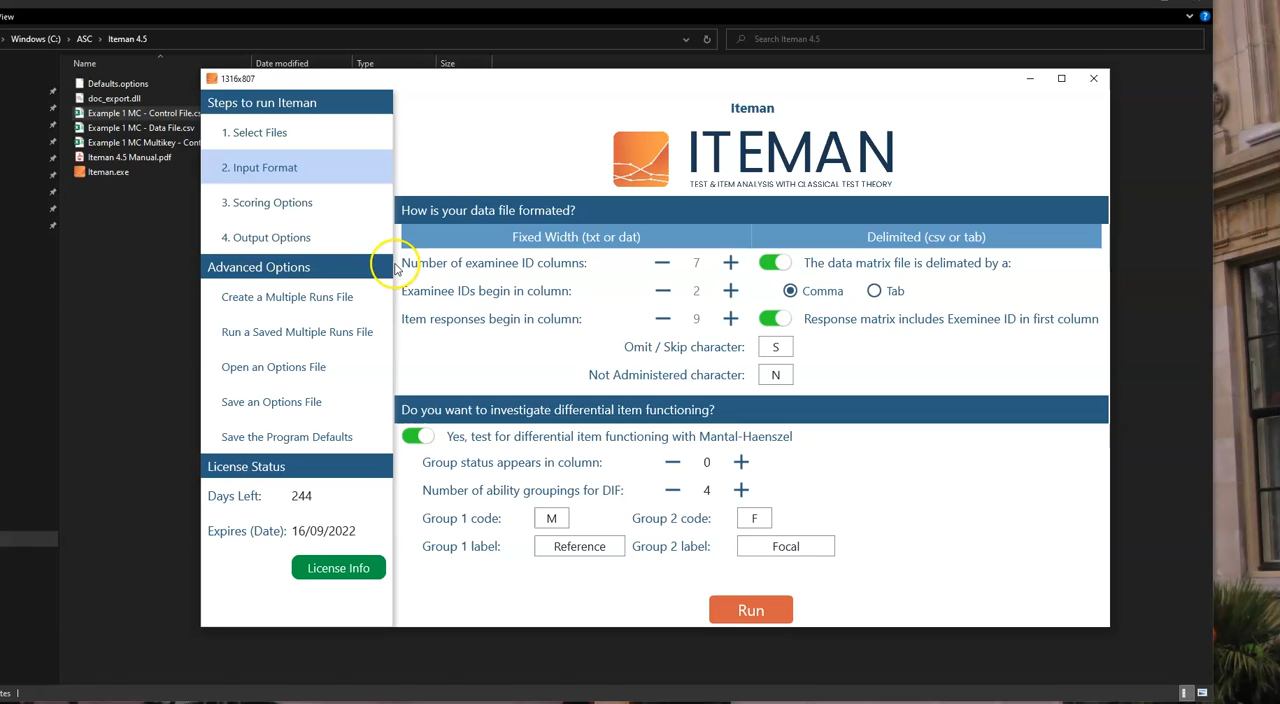 View
Windows (C:) > ASC > Iteman 4.5
Search Iteman 4.5
Name Date modified Type Size
Defaults.options
doc_export.dll
Example 1 MC - Control File.cs
Example 1 MC - Data File.csv
Example 1 MC Multikey - Cont
Iteman 4.5 Manual.pdf
Iteman.exe
1316x807
Steps to run Iteman
1. Select Files
2. Input Format
3. Scoring Options
4. Output Options
Advanced Options
Create a Multiple Runs File
Run a Saved Multiple Runs File
Open an Options File
Save an Options File
Save the Program Defaults
License Status
Days Left: 244
Expires (Date): 16/09/2022
License Info
Iteman
ITEMAN
TEST & ITEM ANALYSIS WITH CLASSICAL TEST THEORY
How is your data file formated?
Fixed Width (txt or dat) Delimited (csv or tab)
Number of examinee ID columns: 7 The data matrix file is delimated by a:
Examinee IDs begin in column: 2 Comma Tab
Item responses begin in column: 9 Response matrix includes Exeminee ID in first column
Omit / Skip character: S
Not Administered character: N
Do you want to investigate differential item functioning?
Yes, test for differential item functioning with Mantal-Haenszel
Group status appears in column: 0
Number of ability groupings for DIF: 4
Group 1 code: M Group 2 code: F
Group 1 label: Reference Group 2 label: Focal
Run